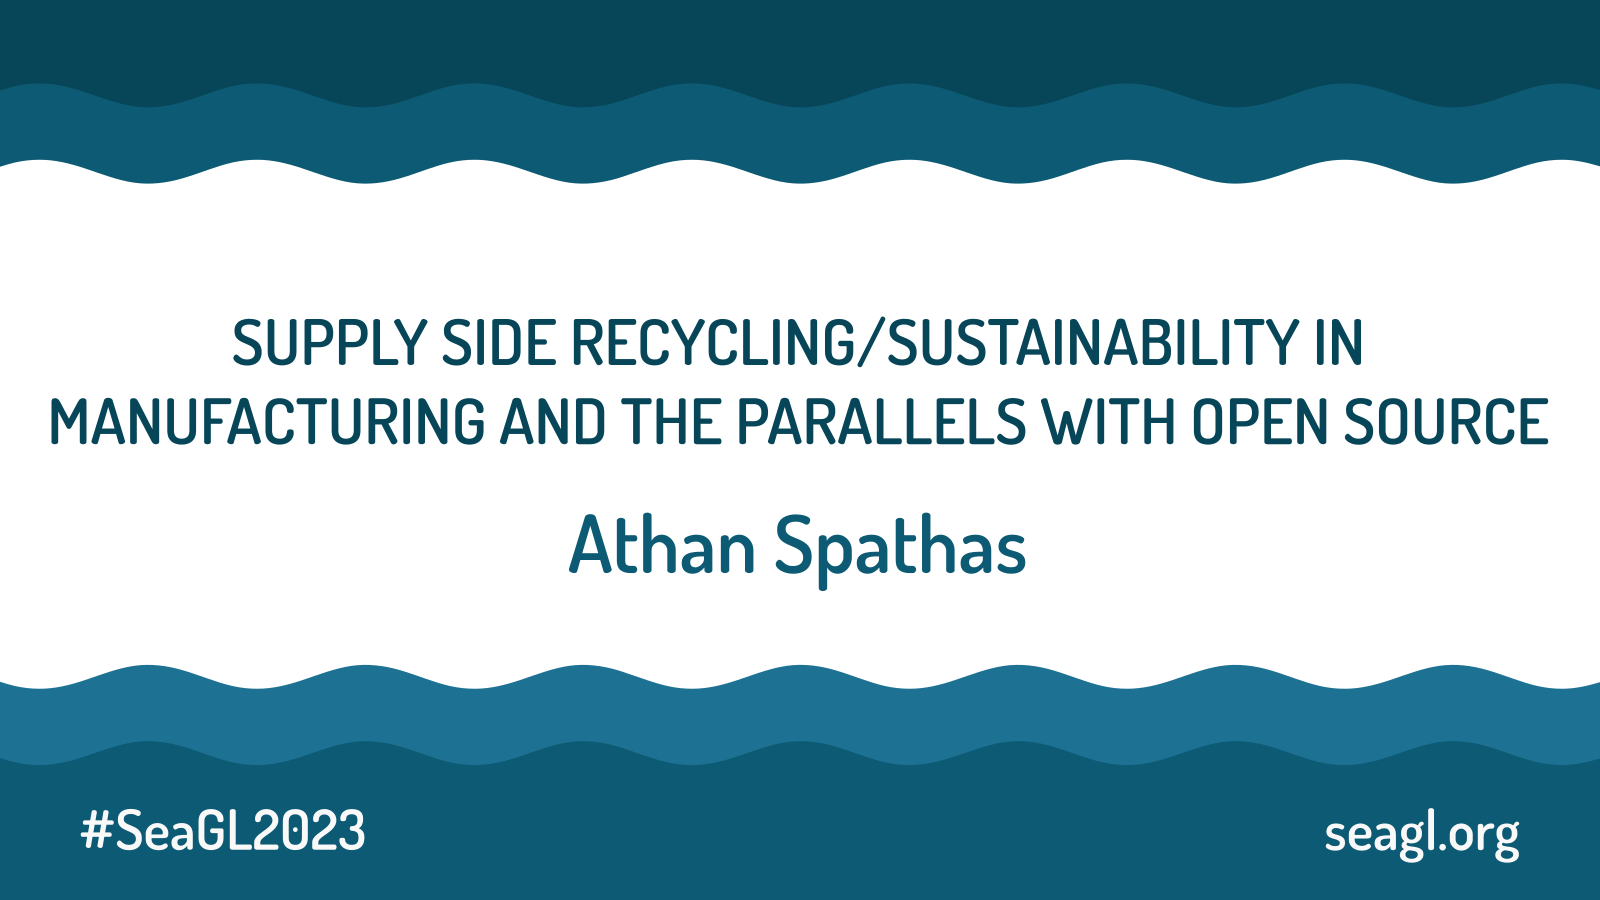 SUPPLY SIDE RECYCLING/SUSTAINABILITY IN
MANUFACTURING AND THE PARALLELS WITH OPEN SOURCE
Athan Spathas
#SeaGL2023
seagl.org